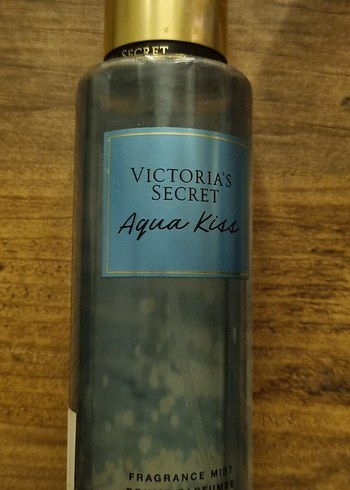 SECRET
VICTORIA'S
SECRET
Aqua Kiss
FRAGRANCE MIST